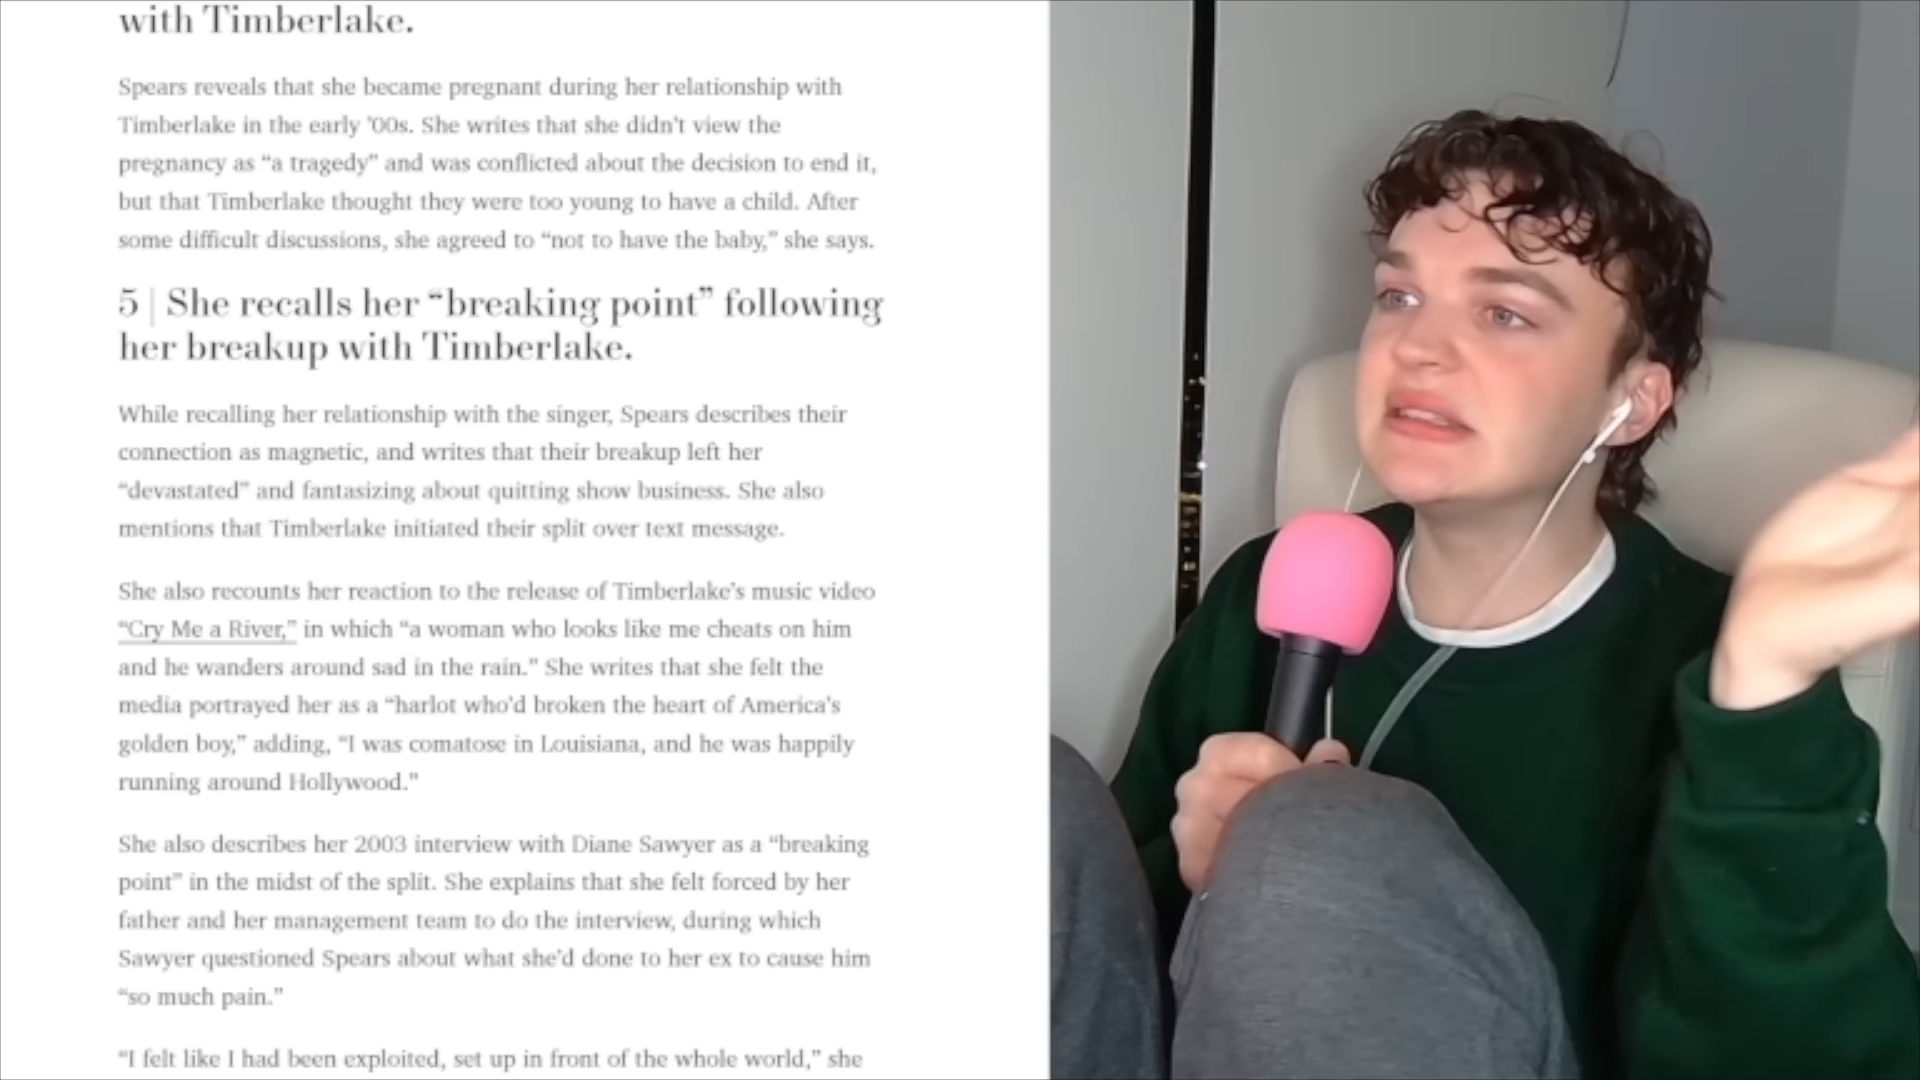 with Timberlake.
Spears reveals that she became pregnant during her relationship with
Timberlake in the early '00s. She writes that she didn't view the
pregnancy as “a tragedy” and was conflicted about the decision to end it,
but that Timberlake thought they were too young to have a child. After
some difficult discussions, she agreed to “not to have the baby,” she says.
5 | She recalls her “breaking point” following
her breakup with Timberlake.
While recalling her relationship with the singer, Spears describes their
connection as magnetic, and writes that their breakup left her
“devastated” and fantasizing about quitting show business. She also
mentions that Timberlake initiated their split over text message.
She also recounts her reaction to the release of Timberlake's music video
“Cry Me a River,” in which “a woman who looks like me cheats on him
and he wanders around sad in the rain.” She writes that she felt the
media portrayed her as a “harlot who'd broken the heart of America's
golden boy,” adding, “I was comatose in Louisiana, and he was happily
running around Hollywood.”
She also describes her 2003 interview with Diane Sawyer as a “breaking
point” in the midst of the split. She explains that she felt forced by her
father and her management team to do the interview, during which
Sawyer questioned Spears about what she'd done to her ex to cause him
“so much pain.”
“I felt like I had been exploited, set up in front of the whole world,” she